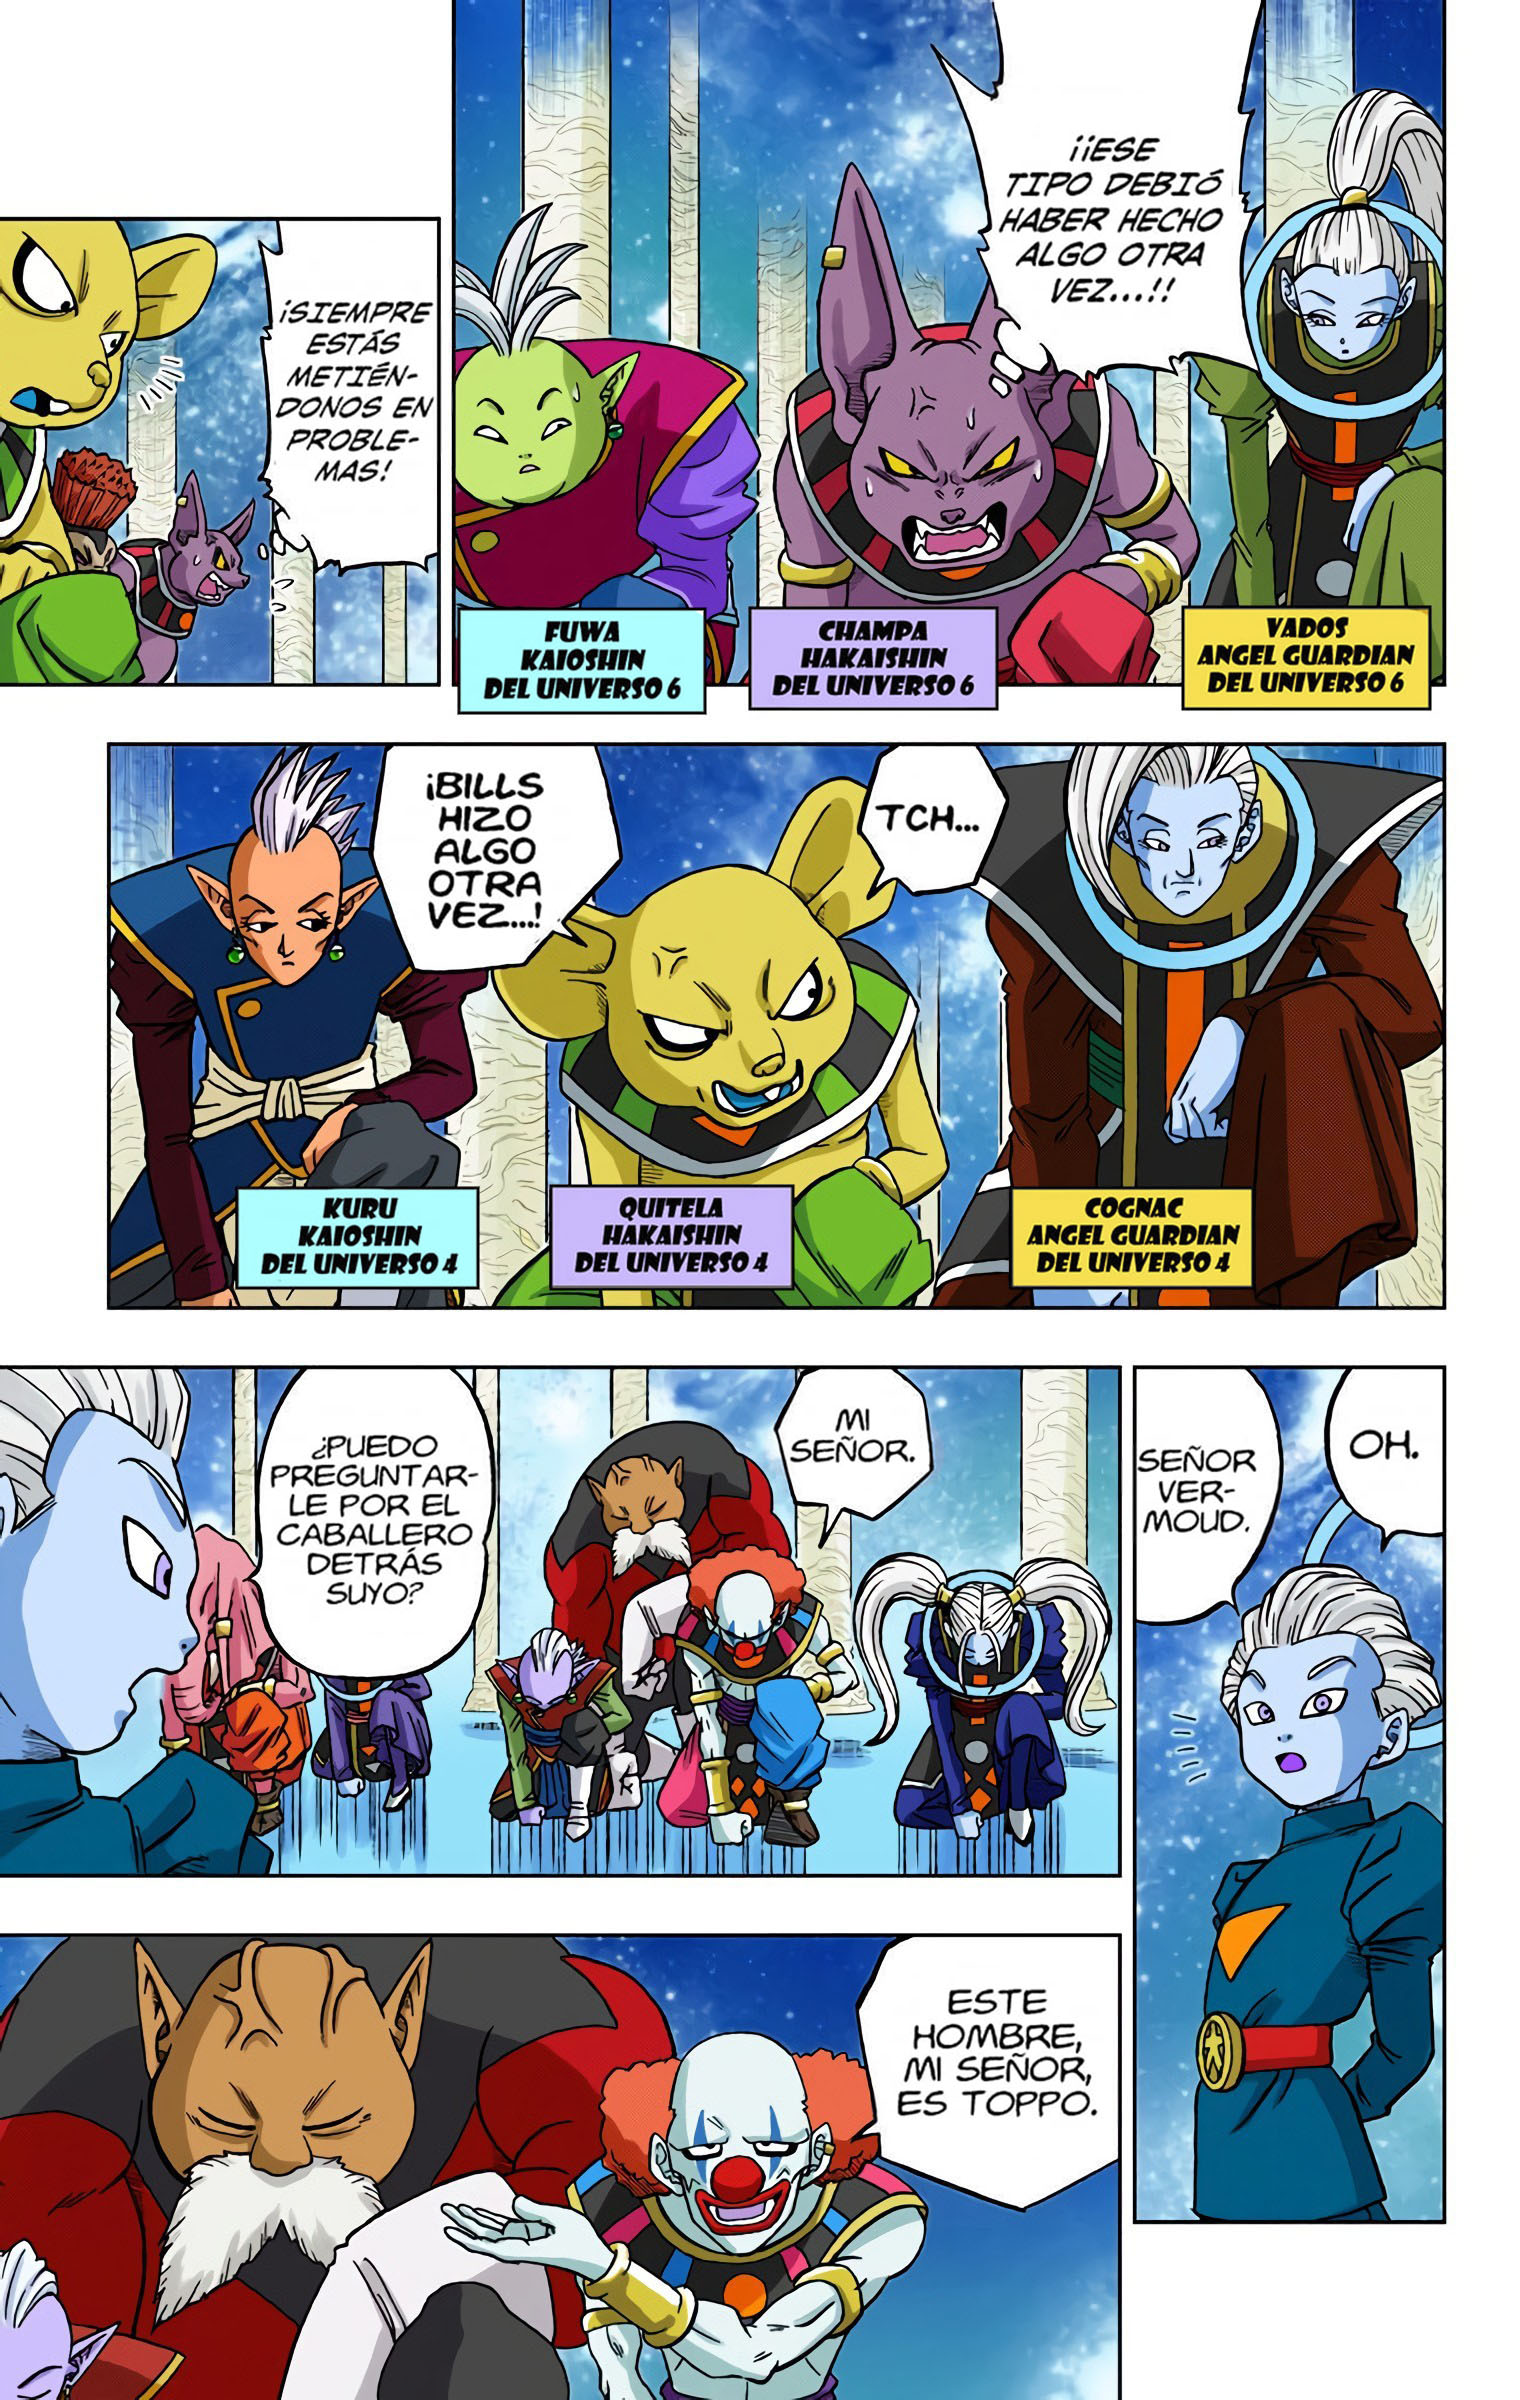 ¡¡ESE
TIPO DEBIÓ
HABER HECHO
ALGO OTRA
VEZ...!!
VADOS
ANGEL GUARDIAN
DEL UNIVERSO 6
CHAMPA
HAKAISHIN
DEL UNIVERSO 6
FUWA
KAIOSHIN
DEL UNIVERSO 6
¡SIEMPRE
ESTÁS
METIÉN-
DONOS EN
PROBLE-
MAS!
TCH...
¡BILLS
HIZO
ALGO
OTRA
VEZ...!
COGNAC
ANGEL GUARDIAN
DEL UNIVERSO 4
QUITELA
HAKAISHIN
DEL UNIVERSO 4
KURU
KAIOSHIN
DEL UNIVERSO 4
OH.
SEÑOR
VER-
MOUD.
MI
SEÑOR.
¿PUEDO
PREGUNTAR-
LE POR EL
CABALLERO
DETRÁS
SUYO?
ESTE
HOMBRE,
MI SEÑOR,
ES TOPPO.